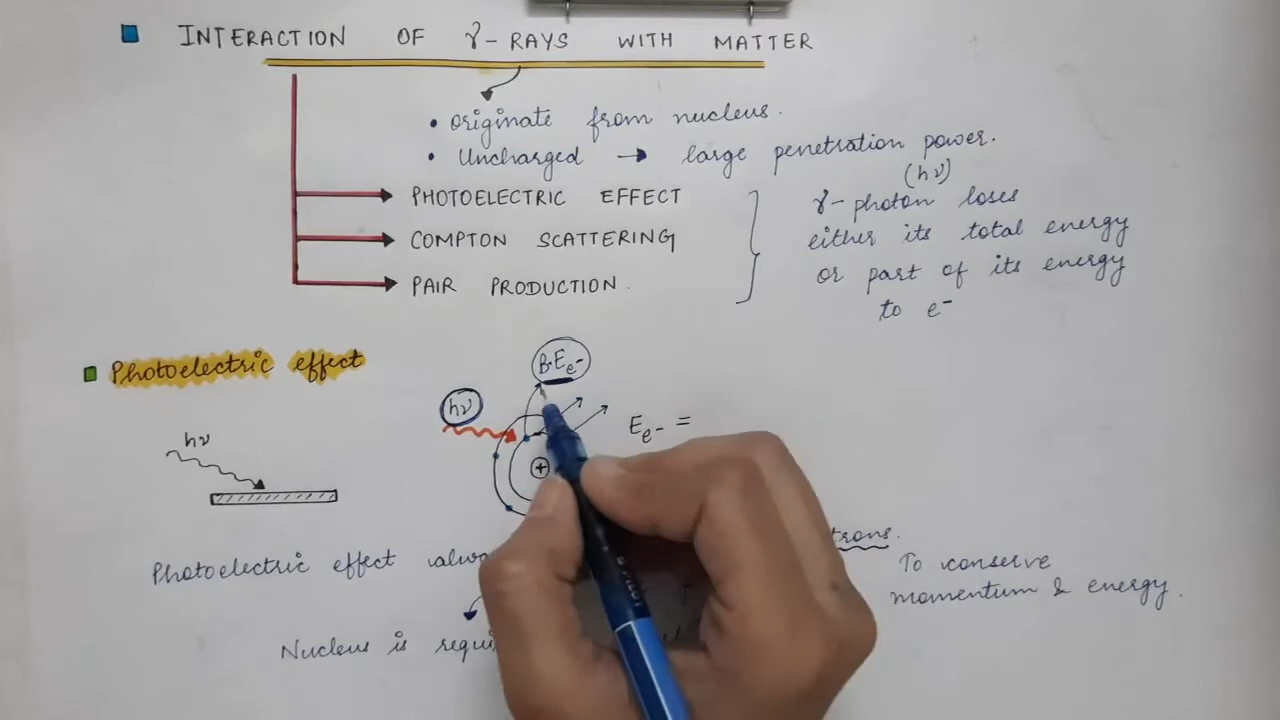 INTERACTION OF γ-RAYS WITH MATTER
• originate from nucleus.
• Uncharged → large penetration power.
PHOTOELECTRIC EFFECT
COMPTON SCATTERING
PAIR PRODUCTION.
(hν)
γ-photon loses
either its total energy
or part of its energy
to e⁻
Photoelectric effect
hν
hν
B.E e⁻
+
E e⁻ =
Photoelectric effect
To conserve
momentum & energy.
Nucleus is